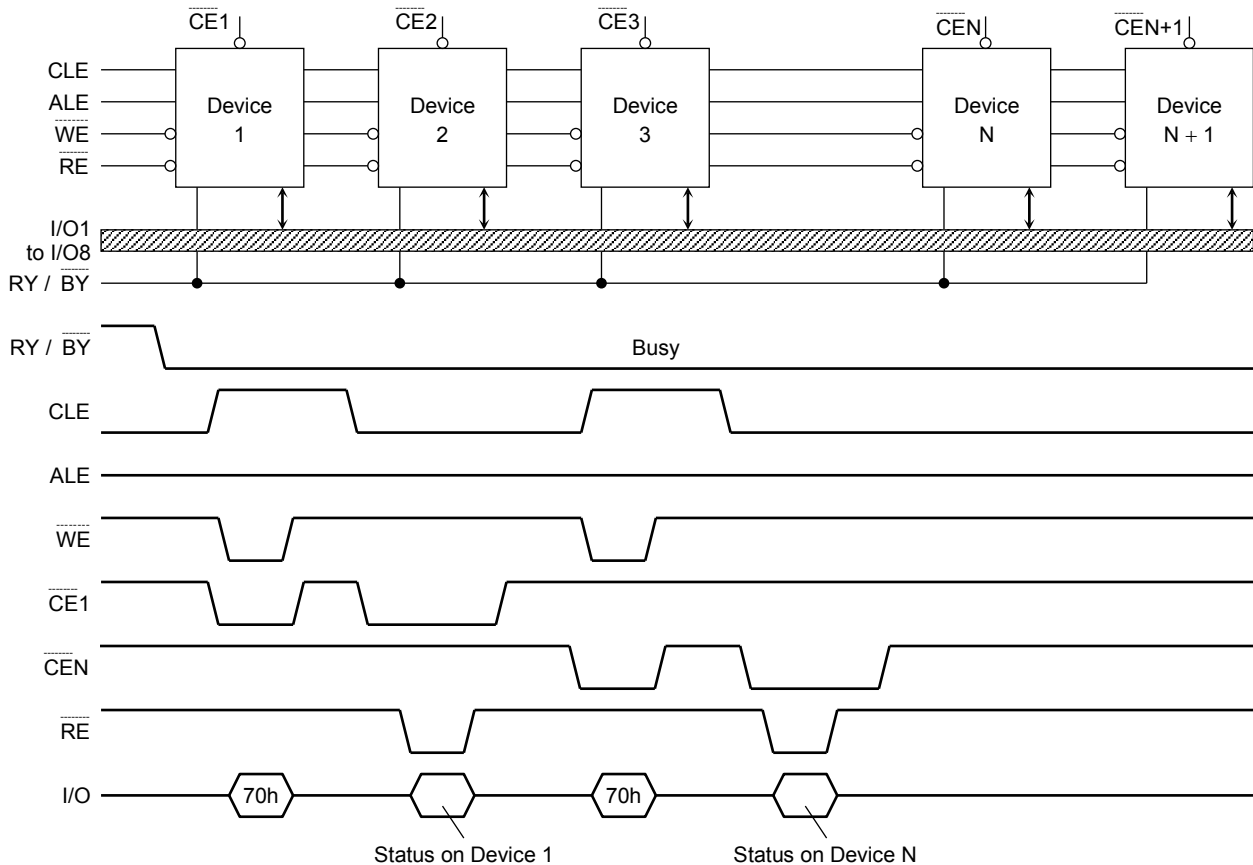 CE1 CE2 CE3 CEN CEN+1
CLE
ALE
WE
RE
Device 1
Device 2
Device 3
Device N
Device N + 1
I/O1
to I/O8
RY / BY
RY / BY
Busy
CLE
ALE
WE
CE1
CEN
RE
I/O
70h
70h
Status on Device 1
Status on Device N